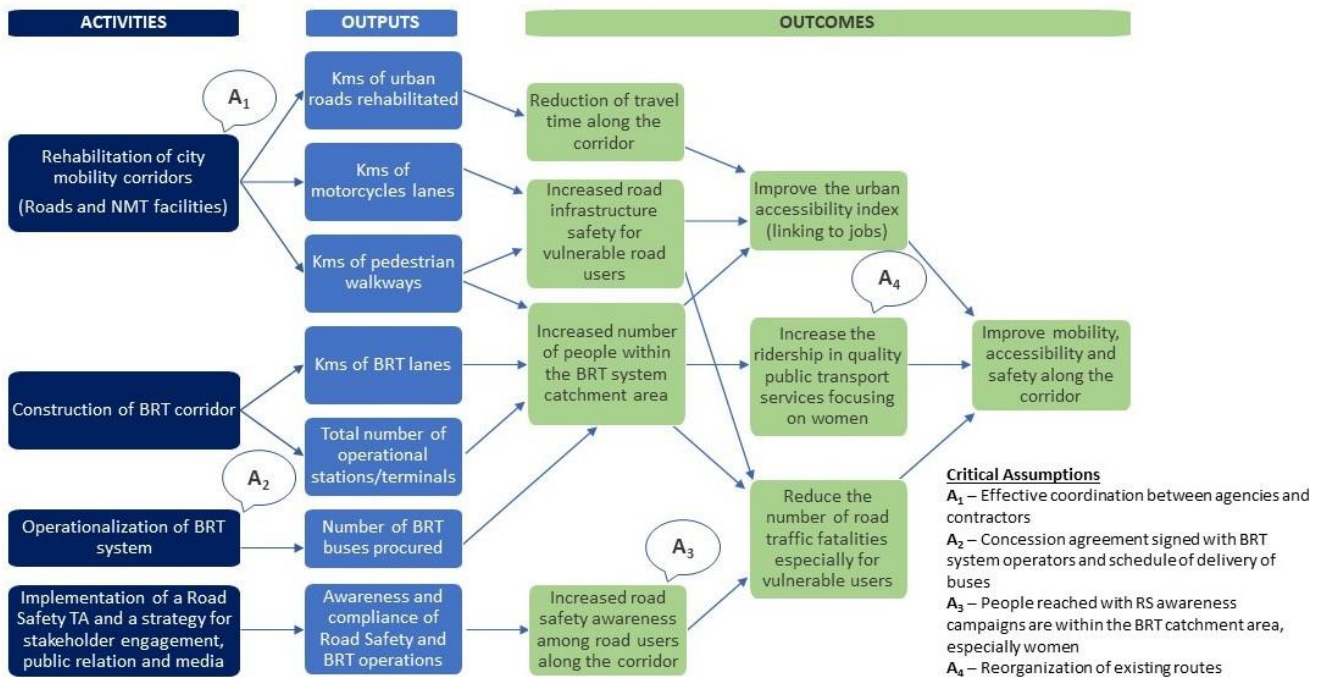 ACTIVITIES
OUTPUTS
OUTCOMES
A1
Rehabilitation of city
mobility corridors
(Roads and NMT facilities)
Construction of BRT corridor
A2
Operationalization of BRT
system
Implementation of a Road
Safety TA and a strategy for
stakeholder engagement,
public relation and media
Kms of urban
roads rehabilitated
Kms of
motorcycles lanes
Kms of pedestrian
walkways
Kms of BRT lanes
Total number of
operational
stations/terminals
Number of BRT
buses procured
Awareness and
compliance of
Road Safety and
BRT operations
Reduction of travel
time along the
corridor
Increased road
infrastructure
safety for
vulnerable road
users
Increased number
of people within
the BRT system
catchment area
A3
Increased road
safety awareness
among road users
along the corridor
Improve the urban
accessibility index
(linking to jobs)
A4
Increase the
ridership in quality
public transport
services focusing
on women
Reduce the
number of road
traffic fatalities
especially for
vulnerable users
Improve mobility,
accessibility and
safety along the
corridor
Critical Assumptions
A1 – Effective coordination between agencies and
contractors
A2 – Concession agreement signed with BRT
system operators and schedule of delivery of
buses
A3 – People reached with RS awareness
campaigns are within the BRT catchment area,
especially women
A4 – Reorganization of existing routes